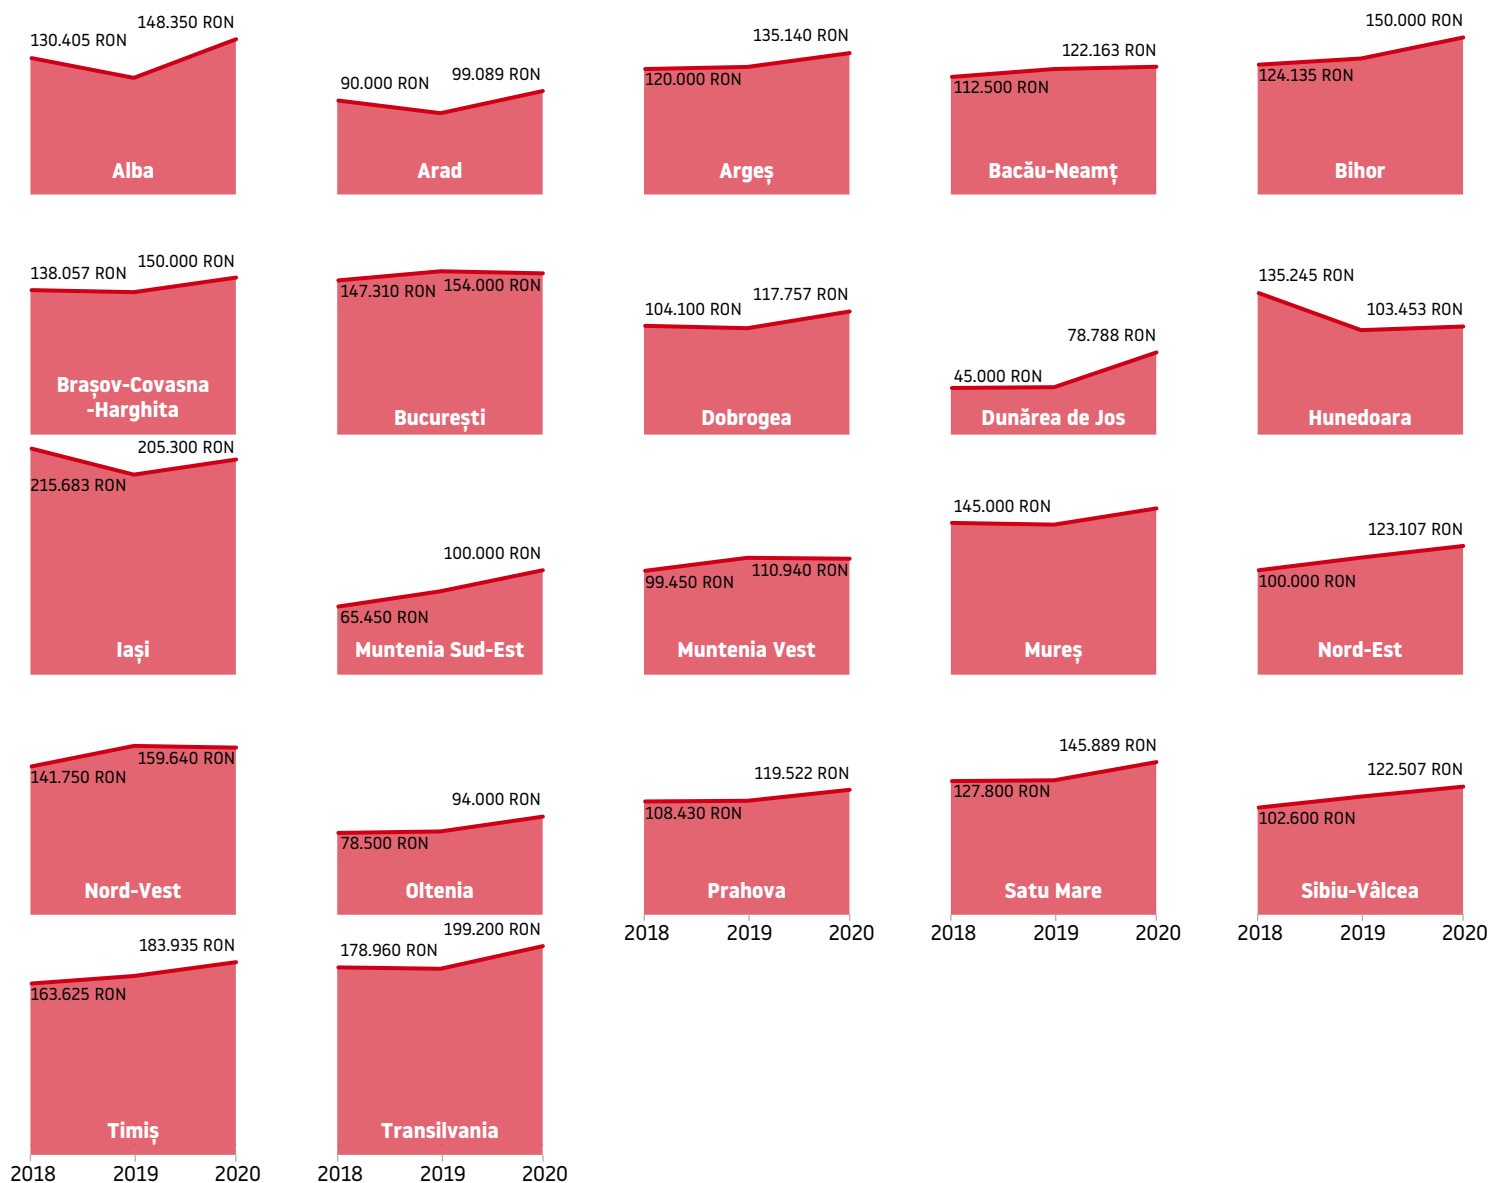 130.405 RON
148.350 RON
Alba
90.000 RON
99.089 RON
Arad
120.000 RON
135.140 RON
Argeș
112.500 RON
122.163 RON
Bacău-Neamț
124.135 RON
150.000 RON
Bihor
138.057 RON
150.000 RON
Brașov-Covasna
-Harghita
147.310 RON
154.000 RON
București
104.100 RON
117.757 RON
Dobrogea
45.000 RON
78.788 RON
Dunărea de Jos
135.245 RON
103.453 RON
Hunedoara
215.683 RON
205.300 RON
Iași
65.450 RON
100.000 RON
Muntenia Sud-Est
99.450 RON
110.940 RON
Muntenia Vest
145.000 RON
Mureș
100.000 RON
123.107 RON
Nord-Est
141.750 RON
159.640 RON
Nord-Vest
78.500 RON
94.000 RON
Oltenia
108.430 RON
119.522 RON
Prahova
2018 2019 2020
127.800 RON
145.889 RON
Satu Mare
2018 2019 2020
102.600 RON
122.507 RON
Sibiu-Vâlcea
2018 2019 2020
163.625 RON
183.935 RON
Timiș
2018 2019 2020
178.960 RON
199.200 RON
Transilvania
2018 2019 2020